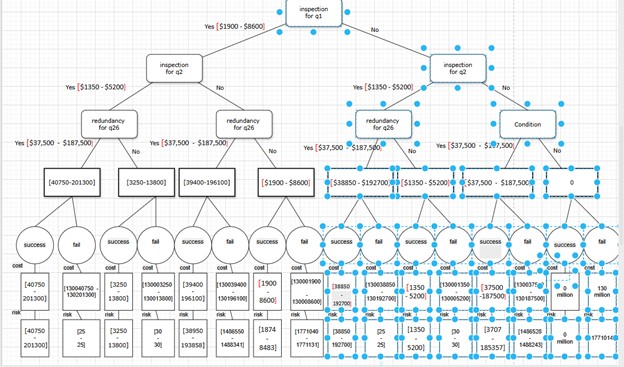 inspection
for q1
Yes [$1900 - $8600]
No
inspection
for q2
inspection
for q2
Yes [$1350 - $5200]
No
Yes [$1350 - $5200]
No
redundancy
for q26
redundancy
for q26
redundancy
for q26
Condition
Yes [$37,500 - $187,500]
No
Yes [$37,500 - $187,500]
No
Yes [$37,500 - $187,500]
No
Yes [$37,500 -
No
[40750-201300]
[3250-13800]
[39400-196100]
[$1900 - $8600]
[$38850 - $192700]
[$1350 - $5200]
[$37,500 - $187,500]
0
success
fail
success
fail
success
fail
success
fail
success
fail
success
fail
success
fail
success
fail
cost
cost
cost
cost
cost
cost
cost
[40750 -
201300]
[130040750 -
130201300]
[3250 -
13800]
[130003250
-
130013800]
[39400
-
196100]
[130039400
-
130196100]
[1900
-
8600]
[130001900
-
130008600]
[38850
-
192700]
[130038850
-
130192700]
[1350
- 5200]
[130001350
-
130005200]
[37500
-187500]
-
130187500]
0
million
130
million
risk
risk
risk
risk
risk
risk
risk
[40750 -
201300]
[25 -
25]
[3250 -
13800]
[30 -
30]
[38950
-
193858]
[1486550
-
1488341]
[1874
-
8483]
[1771040
-
1771131]
[38850
-
192700]
[25
-
25]
[1350
-
5200]
[30
-
30]
[3707
-
185357]
[1486528
-
1488243]
0
million